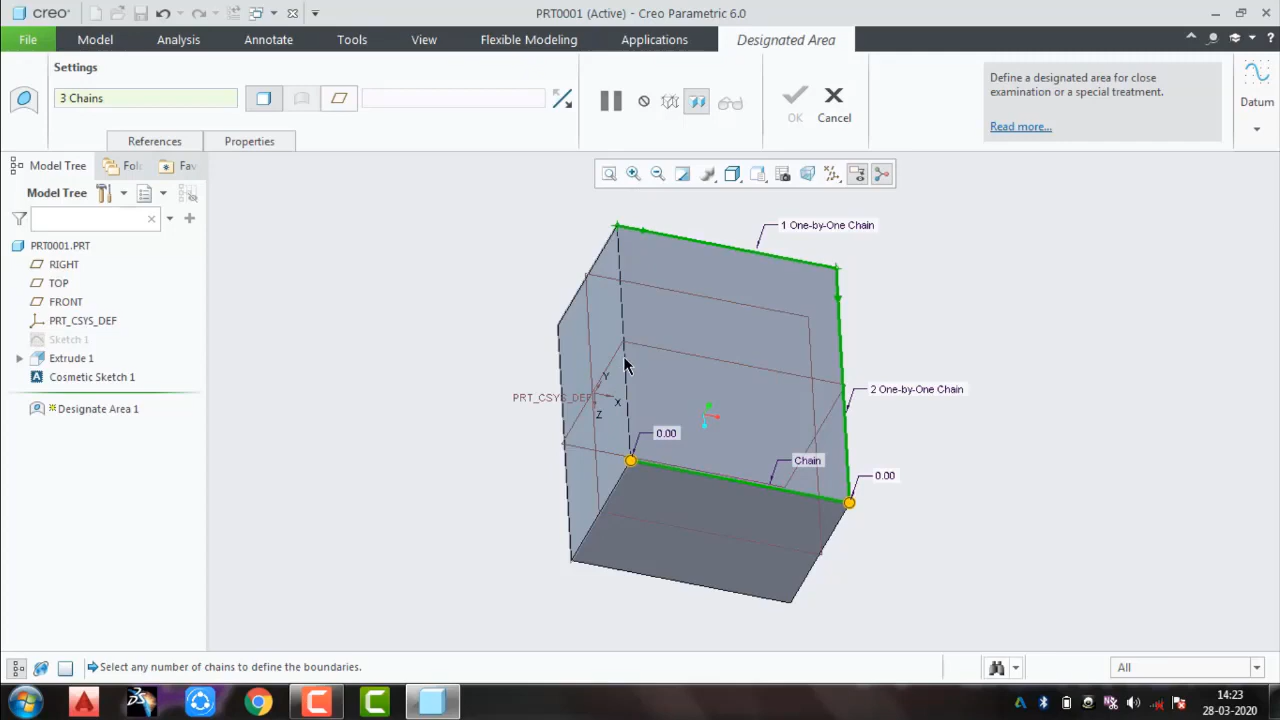 creo
PRT0001 (Active) - Creo Parametric 6.0
File
Model
Analysis
Annotate
Tools
View
Flexible Modeling
Applications
Designated Area
Settings
3 Chains
OK
Cancel
Define a designated area for close
examination or a special treatment.
Read more...
Datum
References
Properties
Model Tree
Fol
Fav
Model Tree
PRT0001.PRT
RIGHT
TOP
FRONT
PRT_CSYS_DEF
Sketch 1
Extrude 1
Cosmetic Sketch 1
Designate Area 1
1 One-by-One Chain
2 One-by-One Chain
Y
PRT_CSYS_DEF
X
Z
0.00
Chain
0.00
Select any number of chains to define the boundaries.
All
14:23
28-03-2020